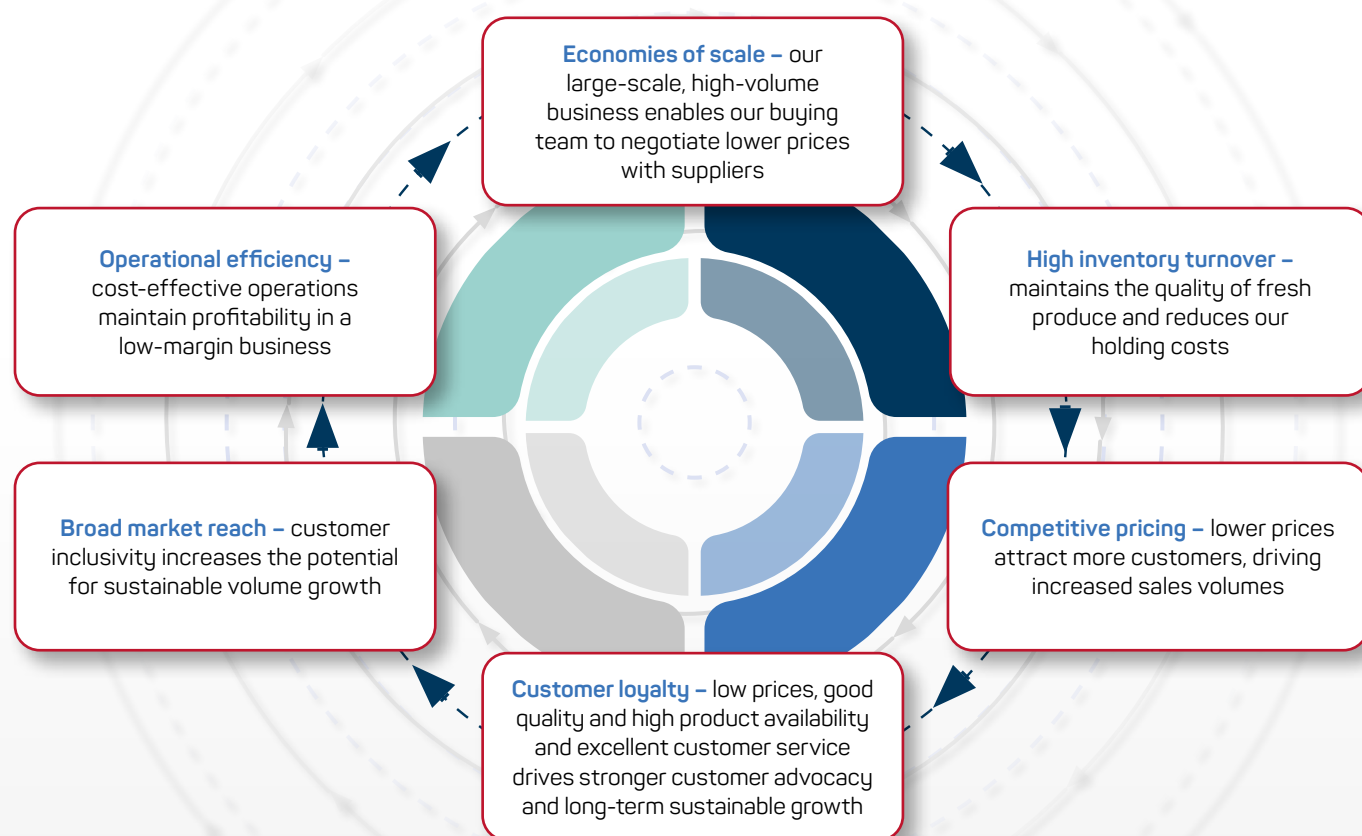 Economies of scale – our
large-scale, high-volume
business enables our buying
team to negotiate lower prices
with suppliers
High inventory turnover –
maintains the quality of fresh
produce and reduces our
holding costs
Competitive pricing – lower prices
attract more customers, driving
increased sales volumes
Customer loyalty – low prices, good
quality and high product availability
and excellent customer service
drives stronger customer advocacy
and long-term sustainable growth
Broad market reach – customer
inclusivity increases the potential
for sustainable volume growth
Operational efficiency –
cost-effective operations
maintain profitability in a
low-margin business